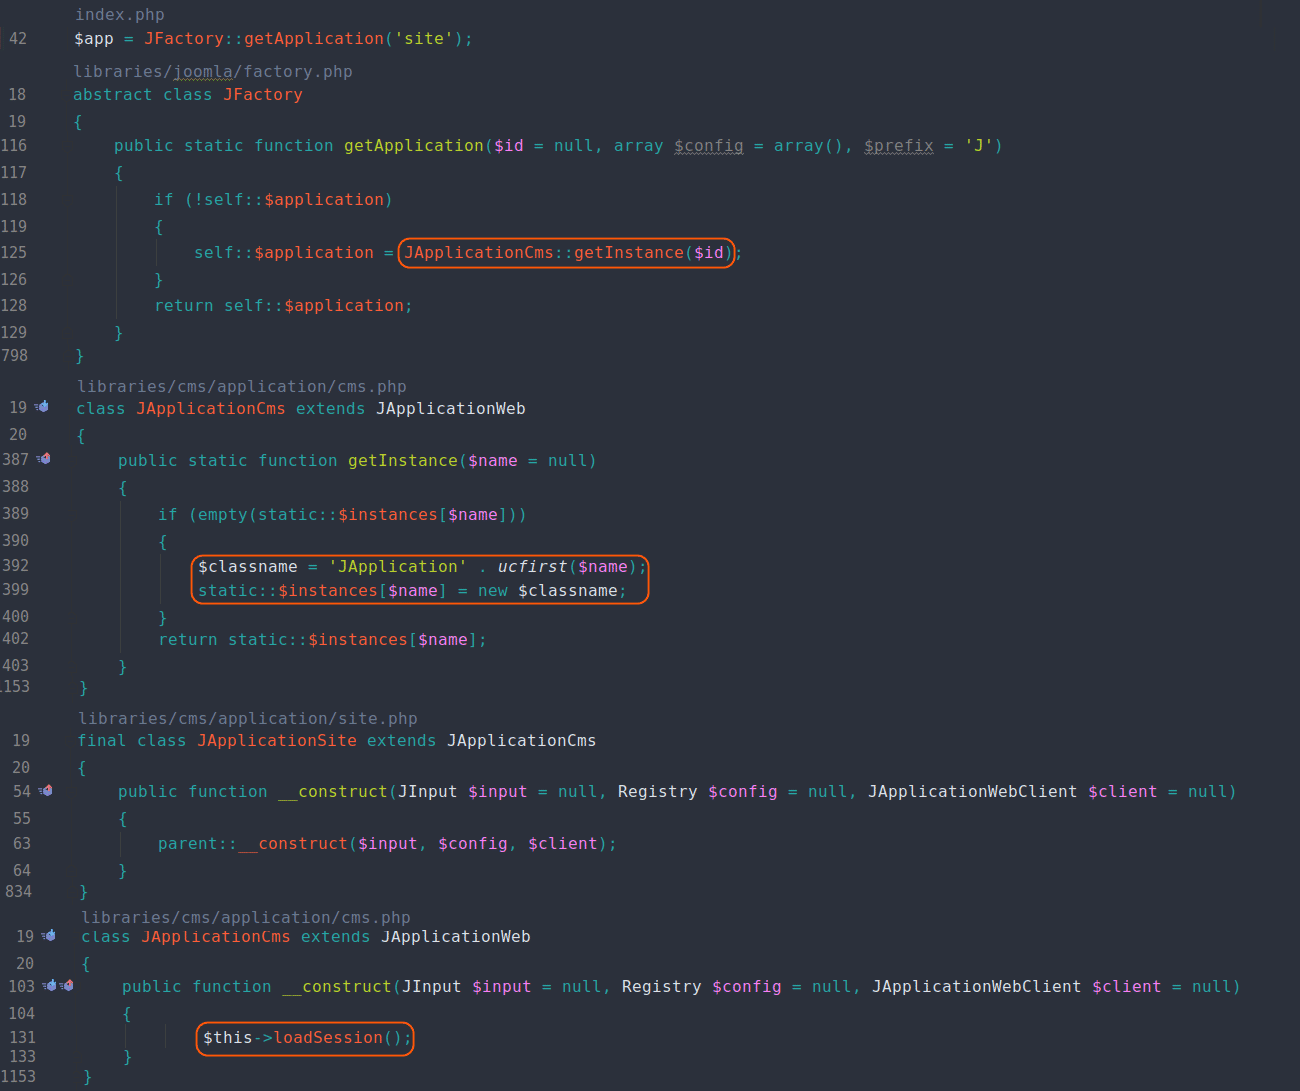 index.php
42 $app = JFactory::getApplication('site');
libraries/joomla/factory.php
18 abstract class JFactory
19 {
116 public static function getApplication($id = null, array $config = array(), $prefix = 'J')
117 {
118 if (!self::$application)
119 {
125 self::$application = JApplicationCms::getInstance($id);
126 }
128 return self::$application;
129 }
798 }
libraries/cms/application/cms.php
19 class JApplicationCms extends JApplicationWeb
20 {
387 public static function getInstance($name = null)
388 {
389 if (empty(static::$instances[$name]))
390 {
392 $classname = 'JApplication' . ucfirst($name);
399 static::$instances[$name] = new $classname;
400 }
402 return static::$instances[$name];
403 }
1153 }
libraries/cms/application/site.php
19 final class JApplicationSite extends JApplicationCms
20 {
54 public function __construct(JInput $input = null, Registry $config = null, JApplicationWebClient $client = null)
55 {
63 parent::__construct($input, $config, $client);
64 }
834 }
libraries/cms/application/cms.php
19 class JApplicationCms extends JApplicationWeb
20 {
103 public function __construct(JInput $input = null, Registry $config = null, JApplicationWebClient $client = null)
104 {
131 $this->loadSession();
133 }
1153 }